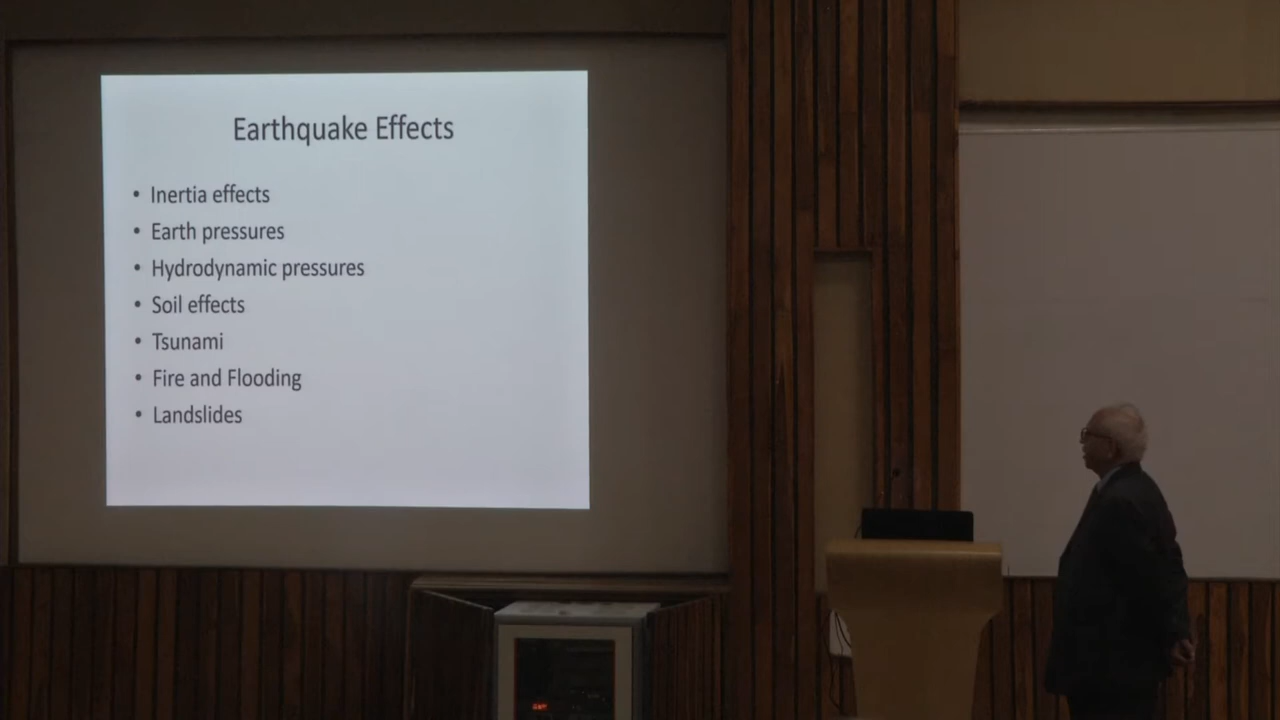 Earthquake Effects
• Inertia effects
• Earth pressures
• Hydrodynamic pressures
• Soil effects
• Tsunami
• Fire and Flooding
• Landslides